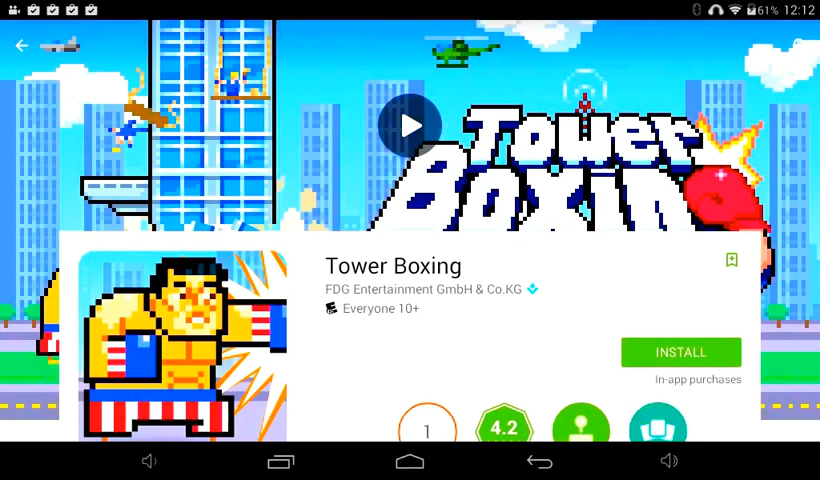 61% 12:12
Tower
Boxin
Tower Boxing
FDG Entertainment GmbH & Co.KG
Everyone 10+
INSTALL
In-app purchases
1
4.2